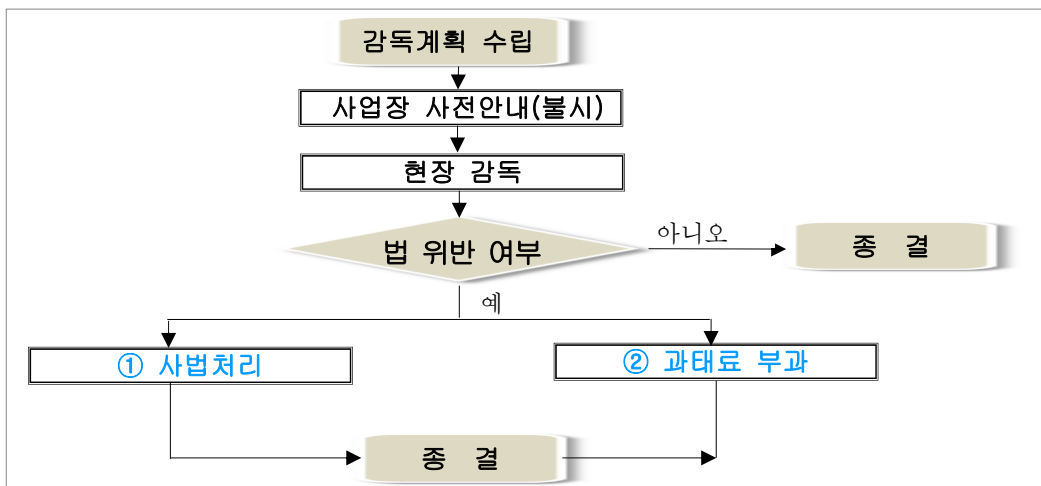 감독계획 수립
사업장 사전안내(불시)
현장 감독
법 위반 여부
아니오
종 결
예
① 사법처리
② 과태료 부과
종 결